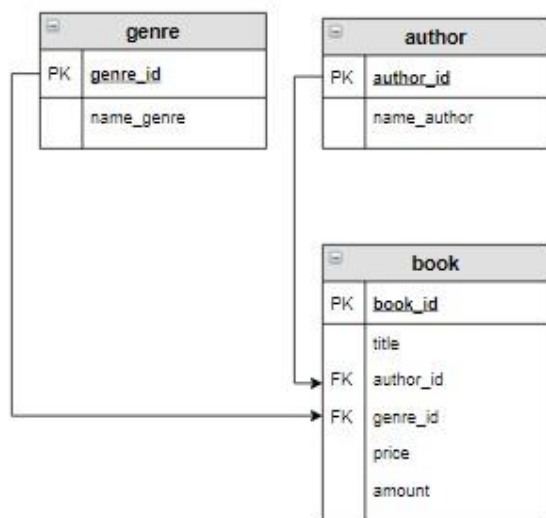 genre
PK genre_id
name_genre
author
PK author_id
name_author
book
PK book_id
title
FK author_id
FK genre_id
price
amount